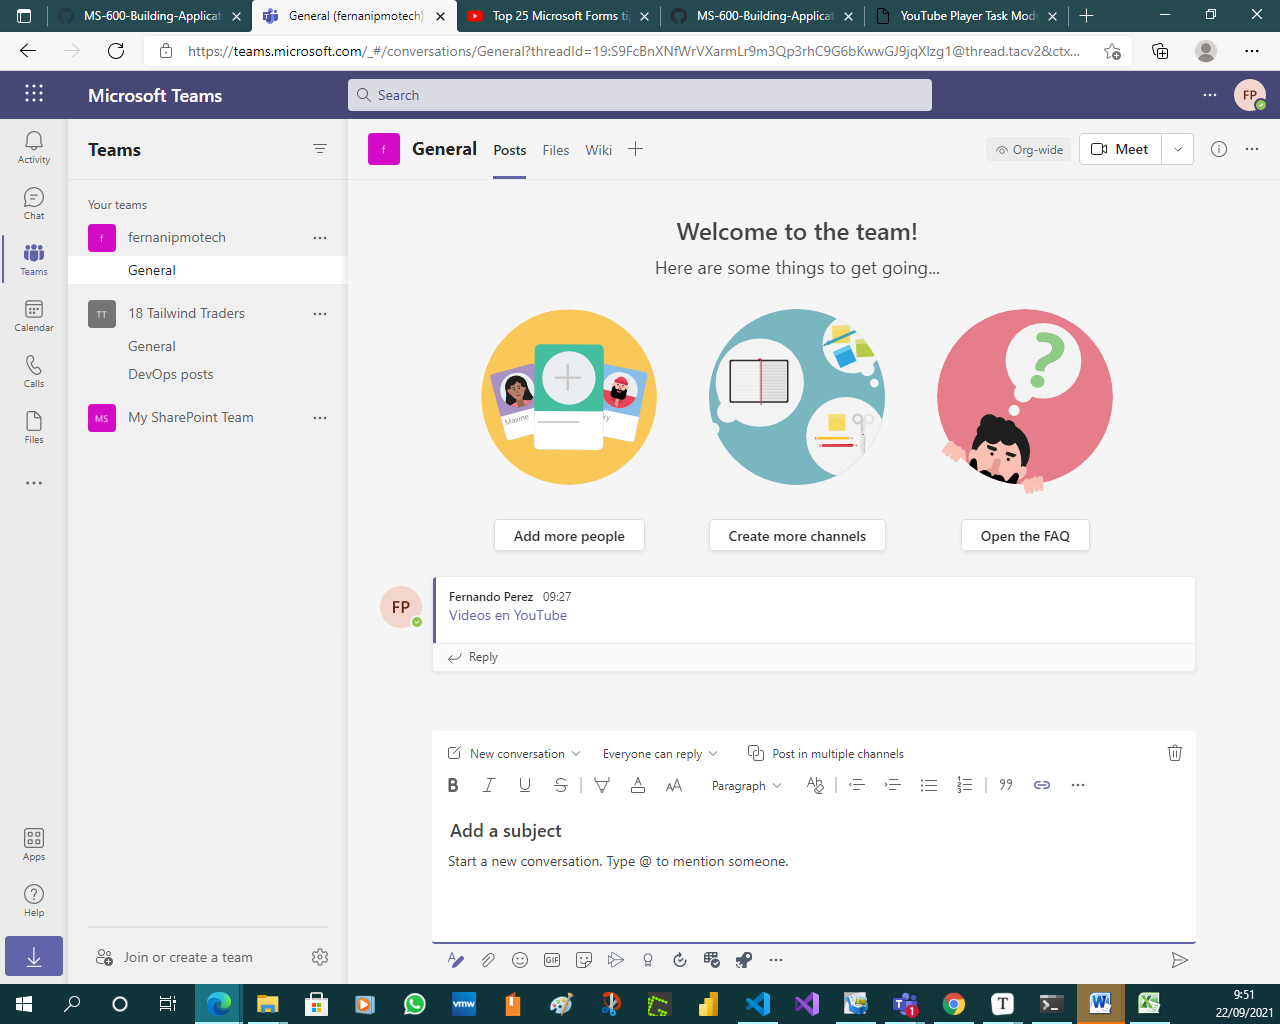 MS-600-Building-Applicat
General (fernanipmotech)
Top 25 Microsoft Forms ti
MS-600-Building-Applicat
YouTube Player Task Modu
https://teams.microsoft.com/_#/conversations/General?threadId=19:S9FcBnXNfWrVXarmLr9m3Qp3rhC9G6bKwwGJ9jqXlzg1@thread.tacv2&ctx...
Microsoft Teams
Search
FP
Activity
Chat
Teams
Calendar
Calls
Files
Apps
Help
Teams
Your teams
f
fernanipmotech
General
TT
18 Tailwind Traders
General
DevOps posts
MS
My SharePoint Team
Join or create a team
f
General
Posts
Files
Wiki
Org-wide
Meet
Welcome to the team!
Here are some things to get going...
Maxine
ky
Add more people
Create more channels
Open the FAQ
FP
Fernando Perez 09:27
Videos en YouTube
Reply
New conversation
Everyone can reply
Post in multiple channels
B I U S A AA
Paragraph
Add a subject
Start a new conversation. Type @ to mention someone.
GIF
vmw
T
1
9:51
22/09/2021